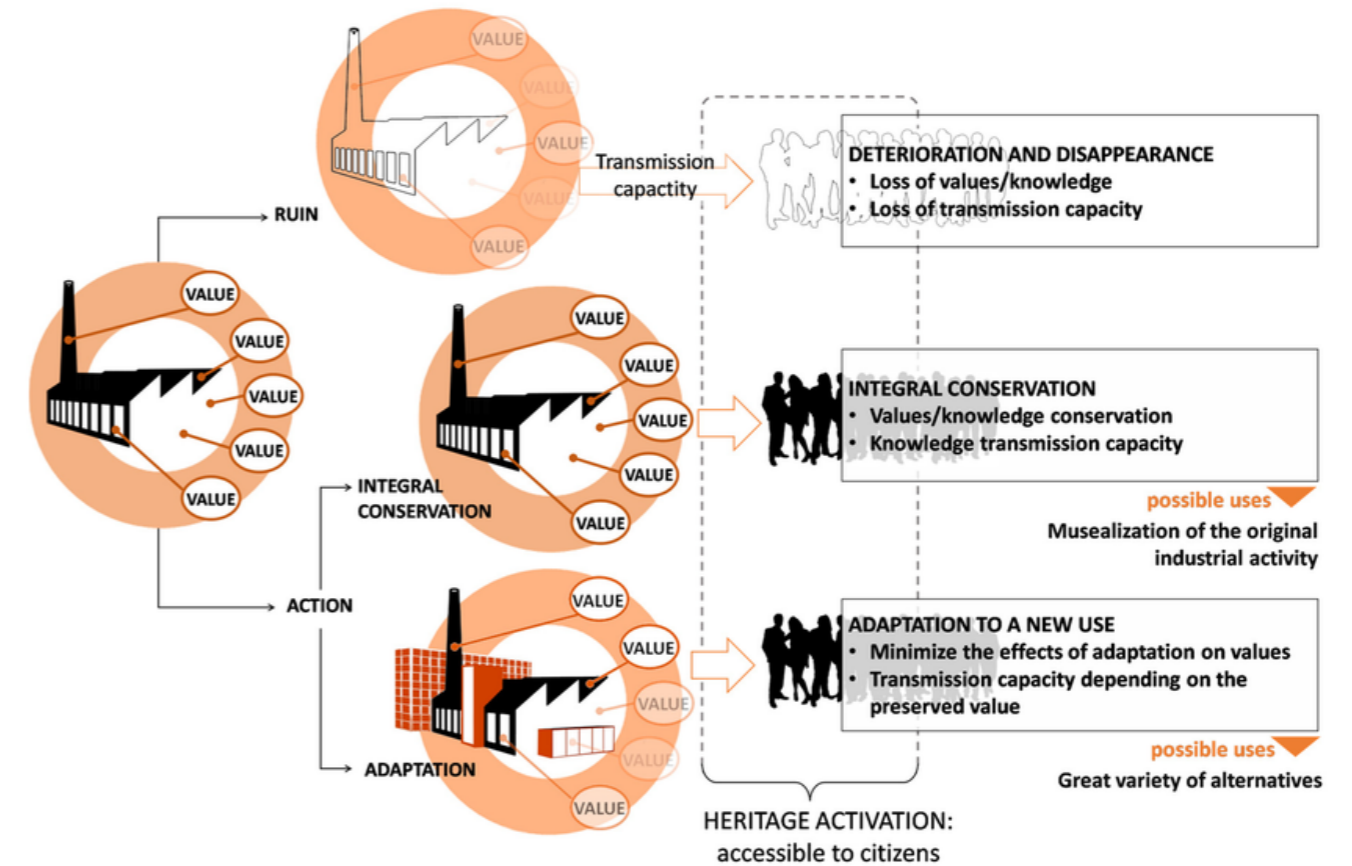 VALUE
VALUE
VALUE
VALUE
VALUE
RUIN
Transmission
capactity
DETERIORATION AND DISAPPEARANCE
• Loss of values/knowledge
• Loss of transmission capacity
VALUE
VALUE
VALUE
VALUE
VALUE
ACTION
INTEGRAL
CONSERVATION
VALUE
VALUE
VALUE
VALUE
VALUE
INTEGRAL CONSERVATION
• Values/knowledge conservation
• Knowledge transmission capacity
possible uses
Musealization of the original
industrial activity
ADAPTATION
VALUE
VALUE
VALUE
VALUE
VALUE
ADAPTATION TO A NEW USE
• Minimize the effects of adaptation on values
• Transmission capacity depending on the
preserved value
possible uses
Great variety of alternatives
HERITAGE ACTIVATION:
accessible to citizens